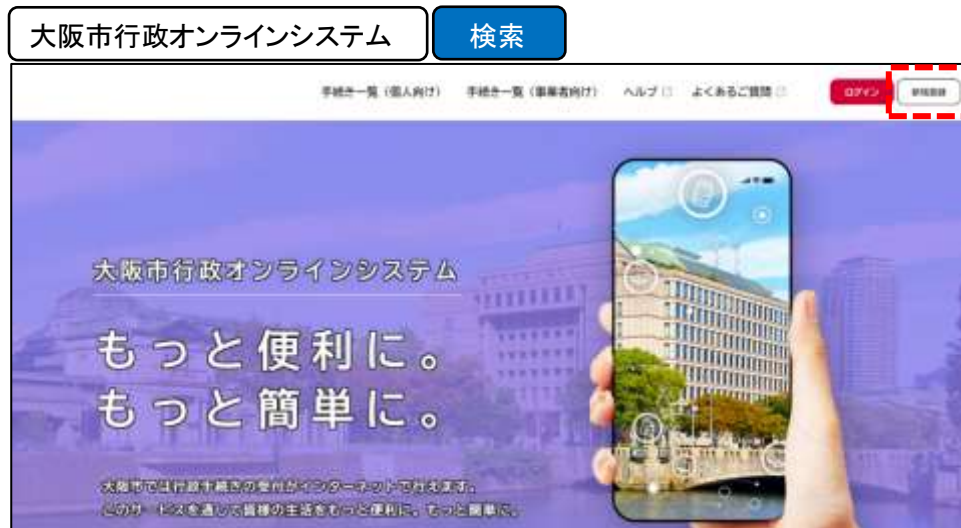 大阪市行政オンラインシステム
検索
手続き一覧（個人向け） 手続き一覧（事業者向け） ヘルプ よくあるご質問 ログイン 新規登録
大阪市行政オンラインシステム
もっと便利に。
もっと簡単に。
大阪市では行政手続きの受付がインターネットで行えます。
このサービスを通して皆様の生活をもっと便利に。もっと簡単に。